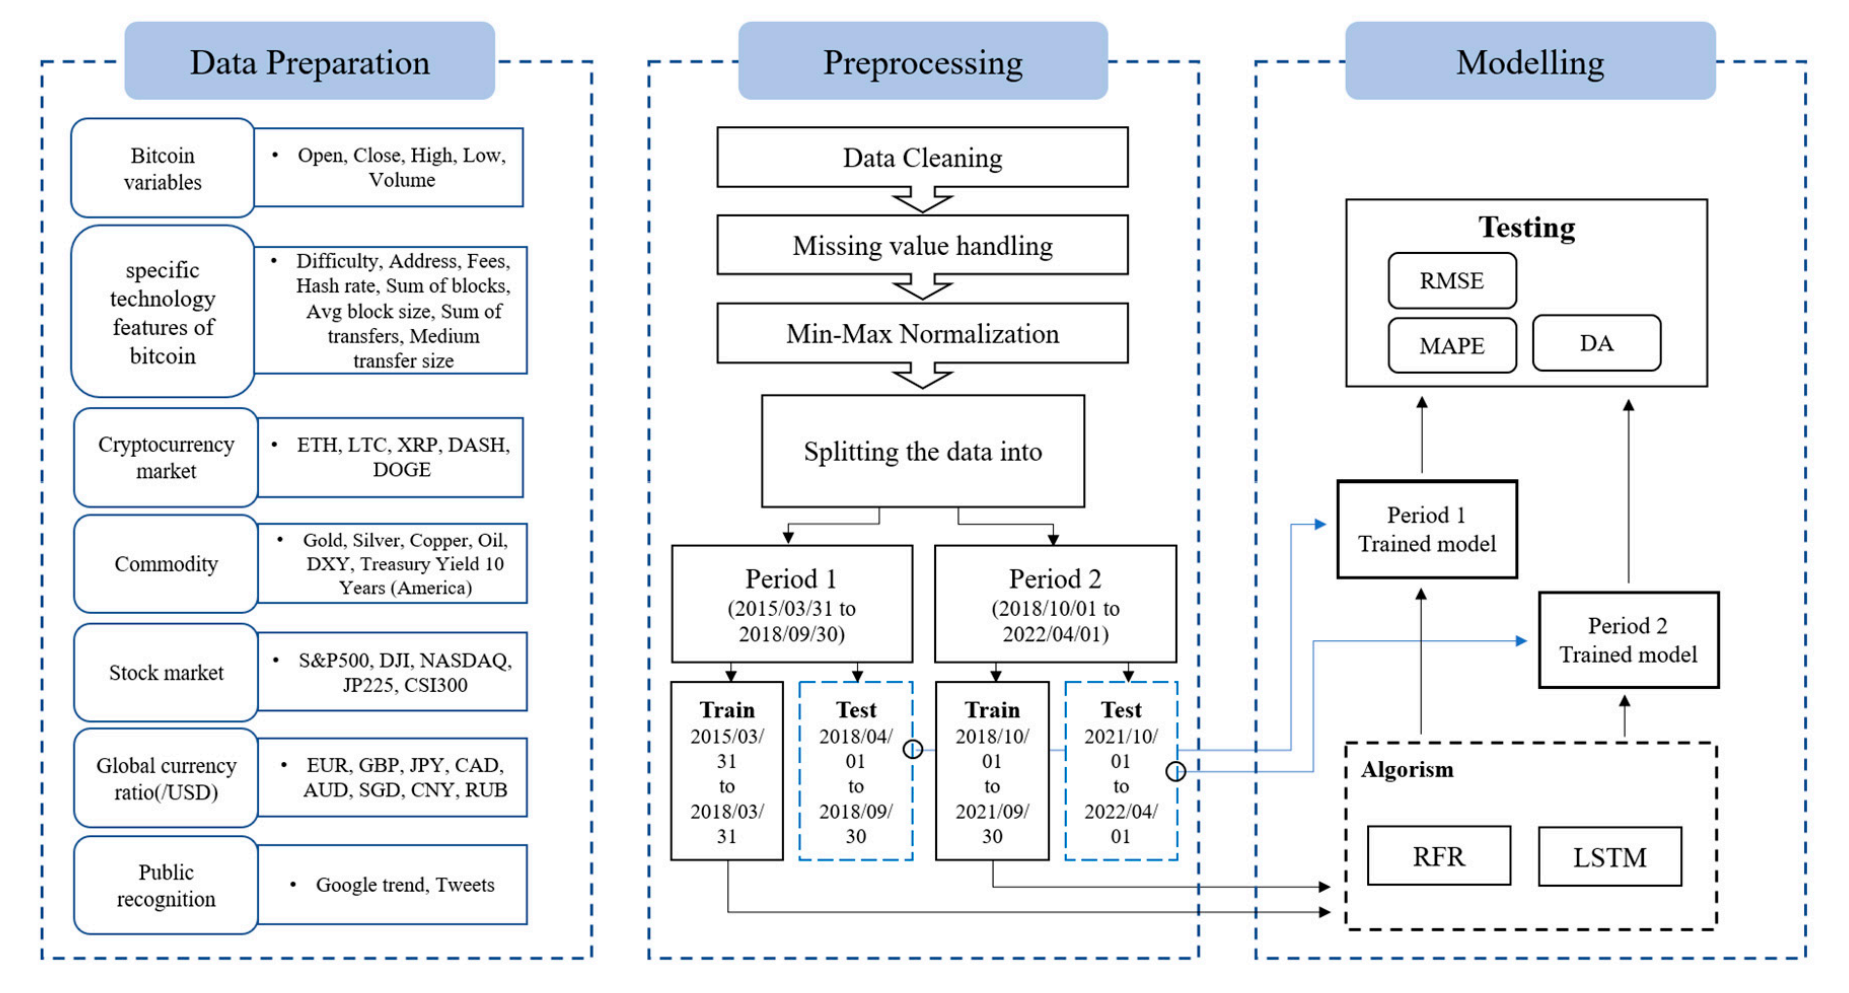 Data Preparation
Bitcoin
variables
• Open, Close, High, Low,
Volume
specific
technology
features of
bitcoin
• Difficulty, Address, Fees,
Hash rate, Sum of blocks,
Avg block size, Sum of
transfers, Medium
transfer size
Cryptocurrency
market
• ETH, LTC, XRP, DASH,
DOGE
Commodity
• Gold, Silver, Copper, Oil,
DXY, Treasury Yield 10
Years (America)
Stock market
• S&P500, DJI, NASDAQ,
JP225, CSI300
Global currency
ratio(/USD)
• EUR, GBP, JPY, CAD,
AUD, SGD, CNY, RUB
Public
recognition
• Google trend, Tweets
Preprocessing
Data Cleaning
Missing value handling
Min-Max Normalization
Splitting the data into
Period 1
(2015/03/31 to
2018/09/30)
Period 2
(2018/10/01 to
2022/04/01)
Train
2015/03/
31
to
2018/03/
31
Test
2018/04/
01
to
2018/09/
30
Train
2018/10/
01
to
2021/09/
30
Test
2021/10/
01
to
2022/04/
01
Modelling
Testing
RMSE
MAPE
DA
Period 1
Trained model
Period 2
Trained model
Algorism
RFR
LSTM